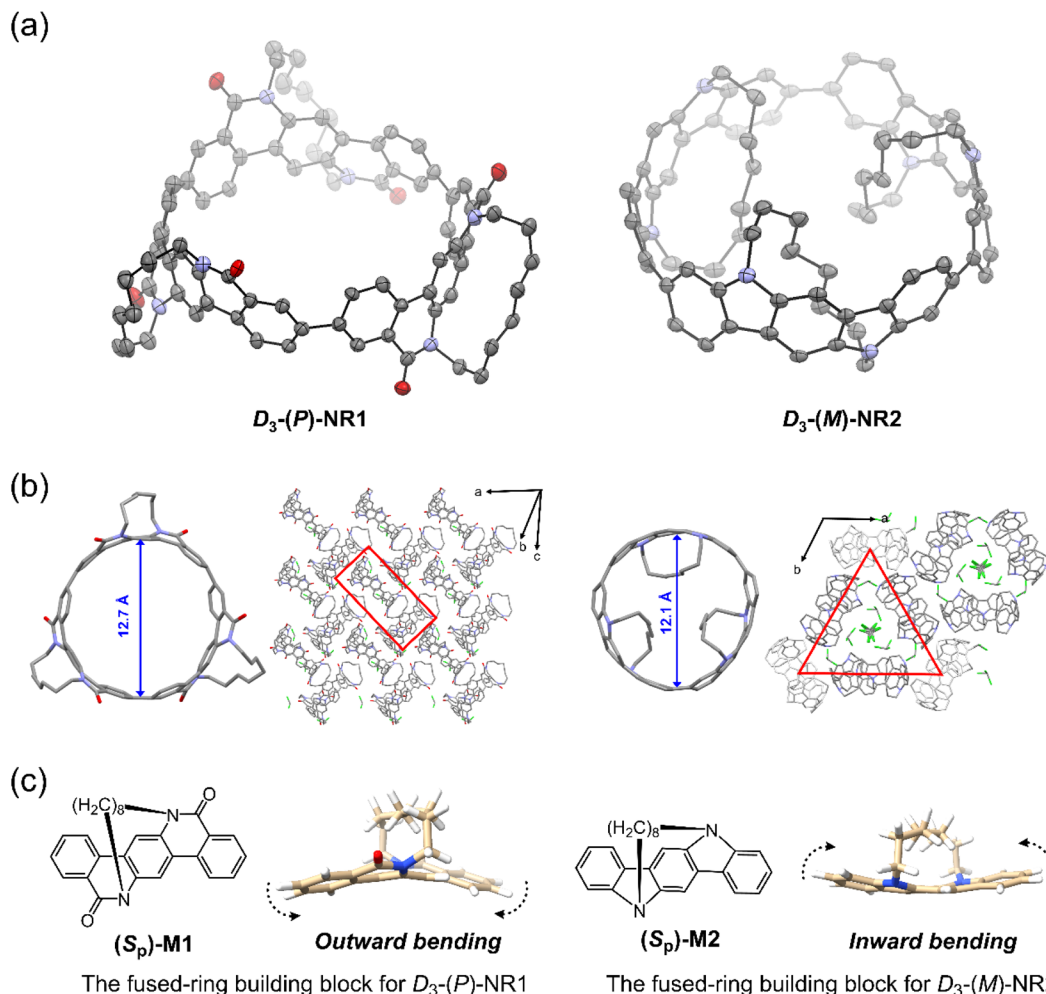 (a)
D3-(P)-NR1
D3-(M)-NR2
(b)
12.7 Å
a
b
c
12.1 Å
a
b
(c)
(H2C)8
N
O
N
O
(Sp)-M1
Outward bending
(H2C)8
N
N
(Sp)-M2
Inward bending
The fused-ring building block for D3-(P)-NR1
The fused-ring building block for D3-(M)-NR